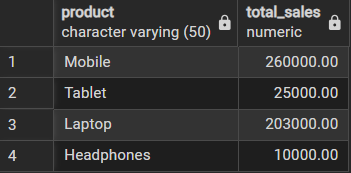 product total_sales
character varying (50) numeric
1 Mobile 260000.00
2 Tablet 25000.00
3 Laptop 203000.00
4 Headphones 10000.00